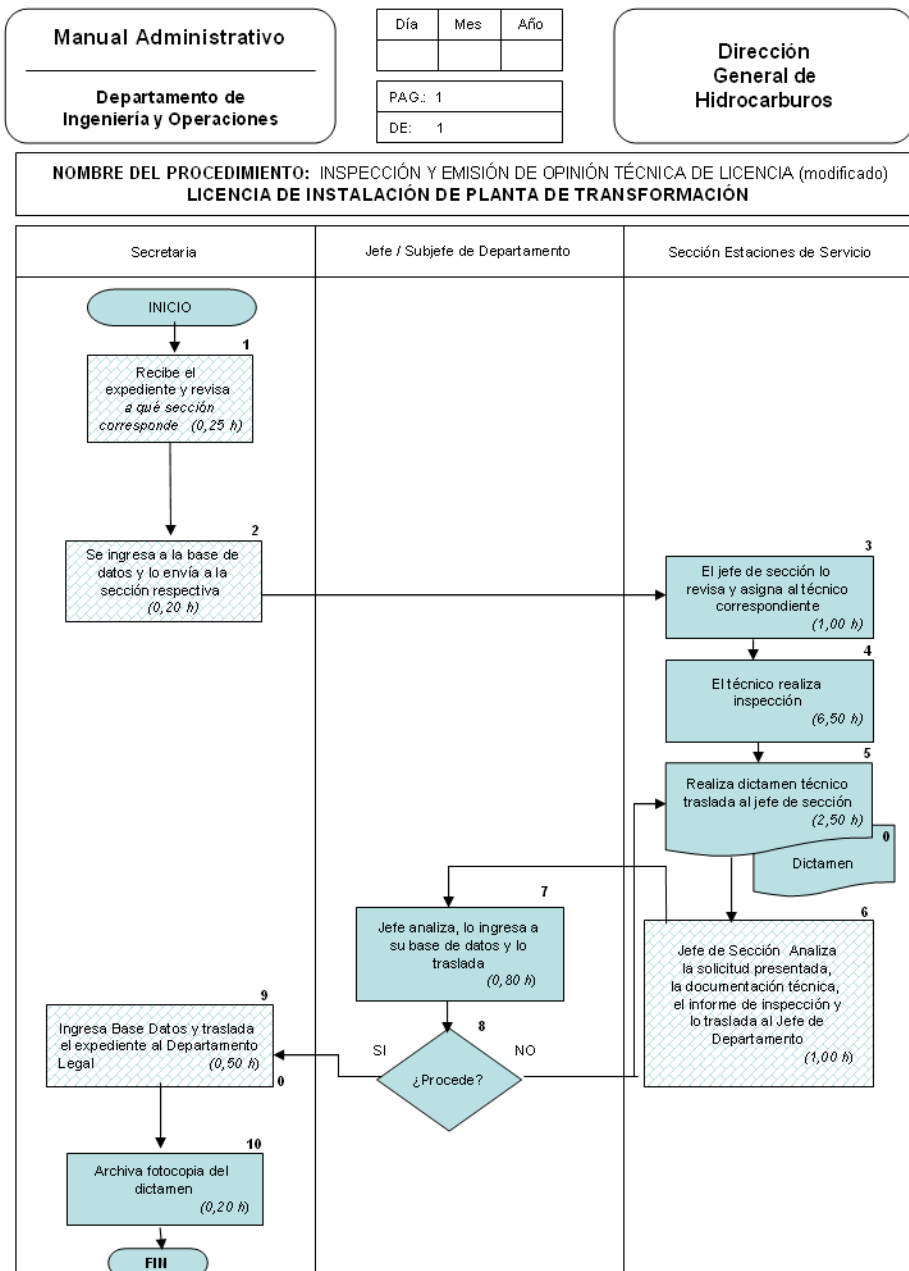 Manual Administrativo
Departamento de
Ingeniería y Operaciones
Día Mes Año
PAG.: 1
DE: 1
Dirección
General de
Hidrocarburos
NOMBRE DEL PROCEDIMIENTO: INSPECCIÓN Y EMISIÓN DE OPINIÓN TÉCNICA DE LICENCIA (modificado)
LICENCIA DE INSTALACIÓN DE PLANTA DE TRANSFORMACIÓN
Secretaria
Jefe / Subjefe de Departamento
Sección Estaciones de Servicio
INICIO
1
Recibe el
expediente y revisa
a qué sección
corresponde (0,25 h)
2
Se ingresa a la base de
datos y lo envía a la
sección respectiva
(0,20 h)
3
El jefe de sección lo
revisa y asigna al técnico
correspondiente
(1,00 h)
4
El técnico realiza
inspección
(6,50 h)
5
Realiza dictamen técnico
traslada al jefe de sección
(2,50 h)
0
Dictamen
6
Jefe de Sección Analiza
la solicitud presentada,
la documentación técnica,
el informe de inspección y
lo traslada al Jefe de
Departamento
(1,00 h)
7
Jefe analiza, lo ingresa a
su base de datos y lo
traslada
(0,80 h)
8
SI
NO
¿Procede?
9
Ingresa Base Datos y traslada
el expediente al Departamento
Legal (0,50 h)
0
10
Archiva fotocopia del
dictamen
(0,20 h)
FIN